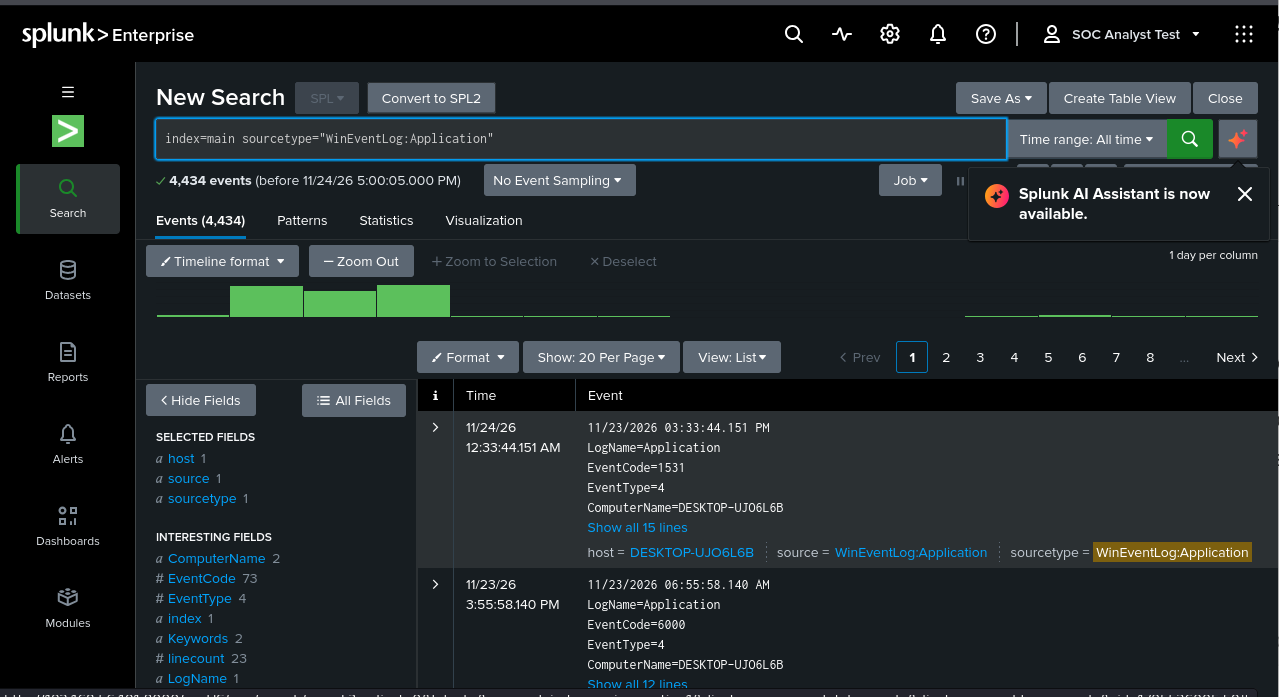 splunk> Enterprise
SOC Analyst Test
New Search
SPL
Convert to SPL2
Save As
Create Table View
Close
index=main sourcetype="WinEventLog:Application"
Time range: All time
✓ 4,434 events (before 11/24/26 5:00:05.000 PM)
No Event Sampling
Job
Splunk AI Assistant is now
available.
Events (4,434)
Patterns
Statistics
Visualization
Timeline format
— Zoom Out
+ Zoom to Selection
× Deselect
1 day per column
Format
Show: 20 Per Page
View: List
< Prev
1
2
3
4
5
6
7
8
...
Next >
Search
Datasets
Reports
Alerts
Dashboards
Modules
< Hide Fields
All Fields
SELECTED FIELDS
a host 1
a source 1
a sourcetype 1
INTERESTING FIELDS
a ComputerName 2
# EventCode 73
# EventType 4
a index 1
a Keywords 2
# linecount 23
a LogName 1
i
Time
Event
11/24/26
12:33:44.151 AM
11/23/2026 03:33:44.151 PM
LogName=Application
EventCode=1531
EventType=4
ComputerName=DESKTOP-UJO6L6B
Show all 15 lines
host = DESKTOP-UJO6L6B
source = WinEventLog:Application
sourcetype = WinEventLog:Application
11/23/26
3:55:58.140 PM
11/23/2026 06:55:58.140 AM
LogName=Application
EventCode=6000
EventType=4
ComputerName=DESKTOP-UJO6L6B
Show all 12 lines